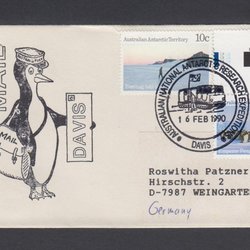 MAIL
MAIL
DAVIS
Australian Antarctic Territory
10c
AUSTRALIAN NATIONAL ANTARCTIC RESEARCH EXPEDITIONS
16 FEB 1990
DAVIS
Roswitha Patzner
Hirschstr. 2
D-7987 WEINGARTEN
Germany